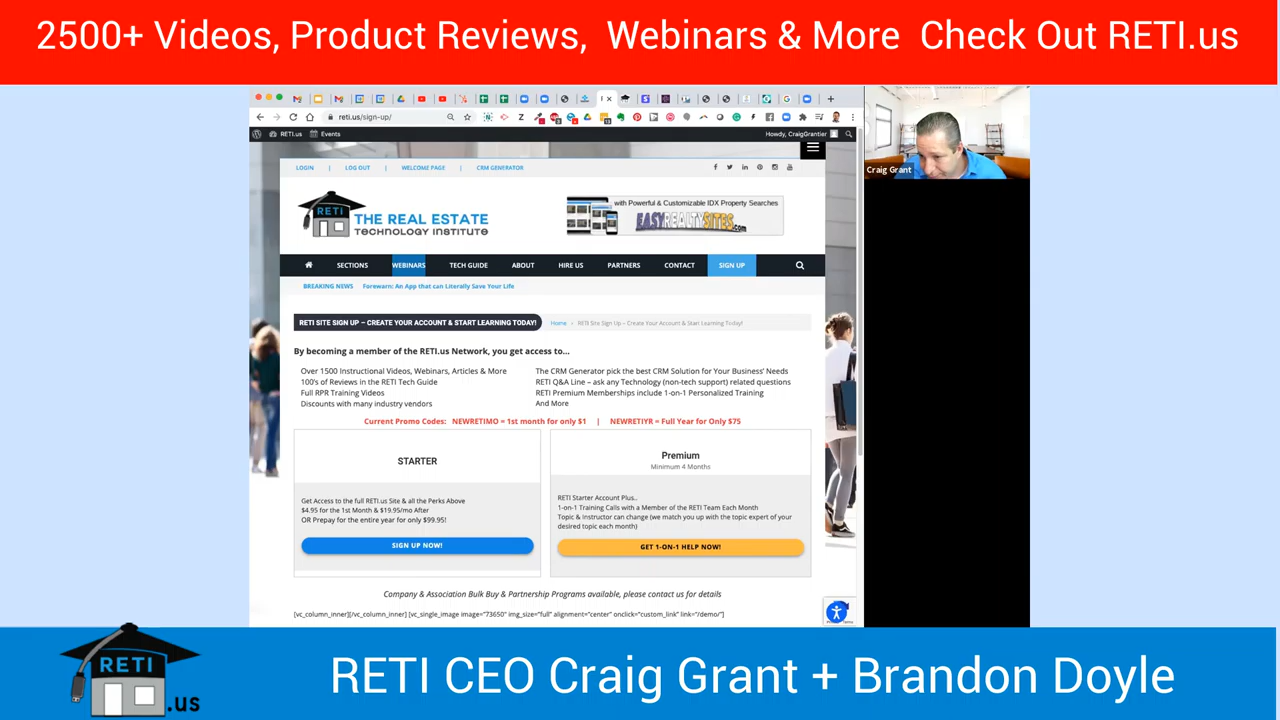 2500+ Videos, Product Reviews, Webinars & More Check Out RETI.us
reti.us/sign-up/
RETI.us Events Howdy, CraigGrantier
Craig Grant
LOGIN | LOG OUT | WELCOME PAGE | CRM GENERATOR
RETI
THE REAL ESTATE
TECHNOLOGY INSTITUTE
with Powerful & Customizable IDX Property Searches
EASYREALTYSITES.com
SECTIONS WEBINARS TECH GUIDE ABOUT HIRE US PARTNERS CONTACT SIGN UP
BREAKING NEWS Forewarn: An App that can Literally Save Your Life
RETI SITE SIGN UP – CREATE YOUR ACCOUNT & START LEARNING TODAY!
Home » RETI Site Sign Up – Create Your Account & Start Learning Today!
By becoming a member of the RETI.us Network, you get access to...
Over 1500 Instructional Videos, Webinars, Articles & More
100's of Reviews in the RETI Tech Guide
Full RPR Training Videos
Discounts with many industry vendors
The CRM Generator pick the best CRM Solution for Your Business' Needs
RETI Q&A Line – ask any Technology (non-tech support) related questions
RETI Premium Memberships include 1-on-1 Personalized Training
And More
Current Promo Codes: NEWRETIMO = 1st month for only $1 | NEWRETIYR = Full Year for Only $75
STARTER
Get Access to the full RETI.us Site & all the Perks Above
$4.95 for the 1st Month & $19.95/mo After
OR Prepay for the entire year for only $99.95!
SIGN UP NOW!
Premium
Minimum 4 Months
RETI Starter Account Plus..
1-on-1 Training Calls with a Member of the RETI Team Each Month
Topic & Instructor can change (we match you up with the topic expert of your
desired topic each month)
GET 1-ON-1 HELP NOW!
Company & Association Bulk Buy & Partnership Programs available, please contact us for details
[vc_column_inner][/vc_column_inner] [vc_single_image image="73650" img_size="full" alignment="center" onclick="custom_link" link="/demo/"]
RETI
.us
RETI CEO Craig Grant + Brandon Doyle